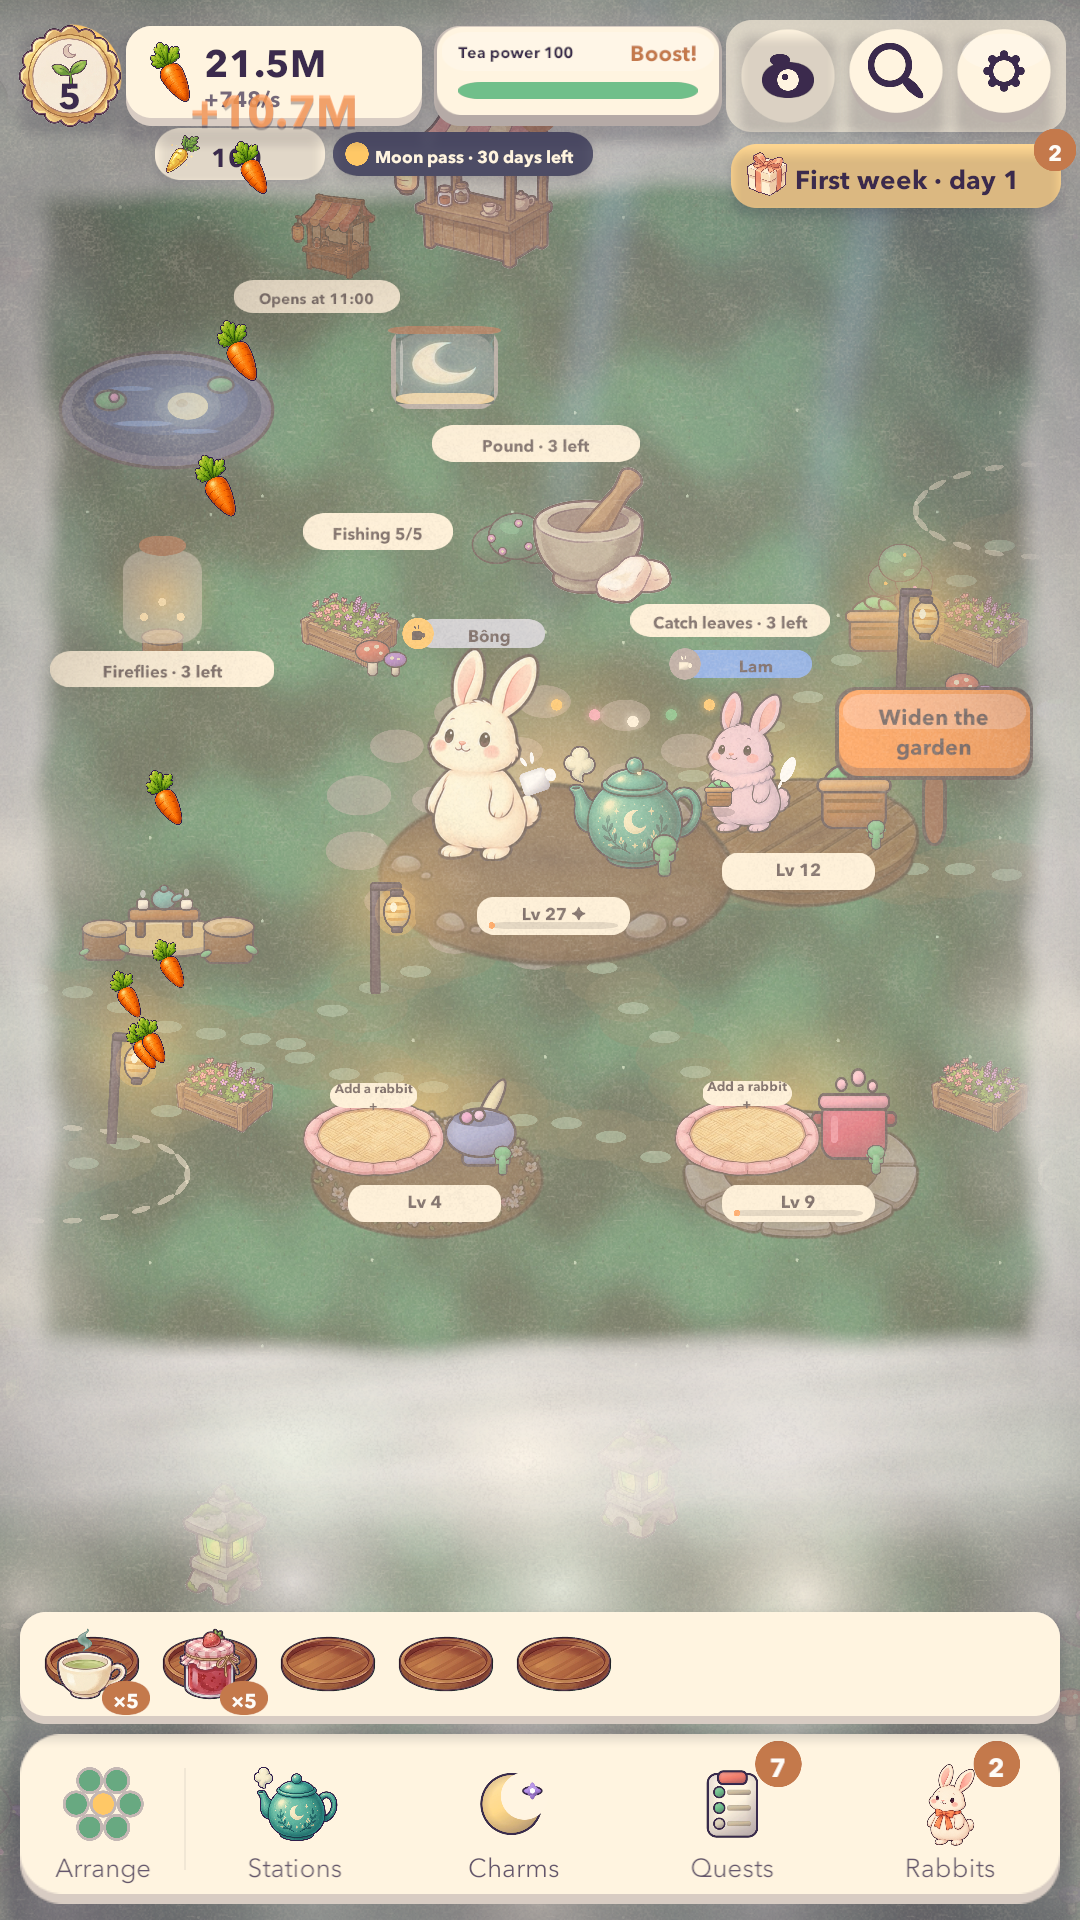 5
21.5M
+748/s
+10.7M
Tea power 100
Boost!
Moon pass · 30 days left
2
First week · day 1
Opens at 11:00
Pound · 3 left
Fishing 5/5
Bông
Catch leaves · 3 left
Lam
Fireflies · 3 left
Widen the
garden
Lv 12
Lv 27 ✦
Add a rabbit
+
Add a rabbit
+
Lv 4
Lv 9
×5
×5
7
2
Arrange
Stations
Charms
Quests
Rabbits